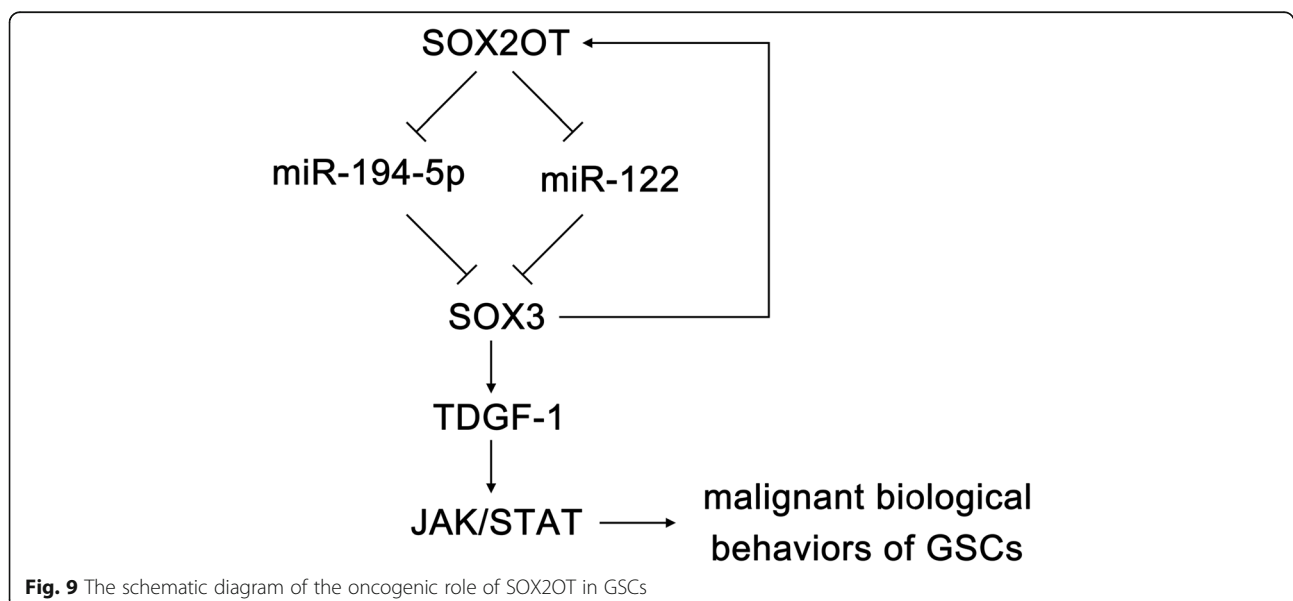 SOX2OT
miR-194-5p
miR-122
SOX3
TDGF-1
JAK/STAT
malignant biological
behaviors of GSCs
Fig. 9 The schematic diagram of the oncogenic role of SOX2OT in GSCs